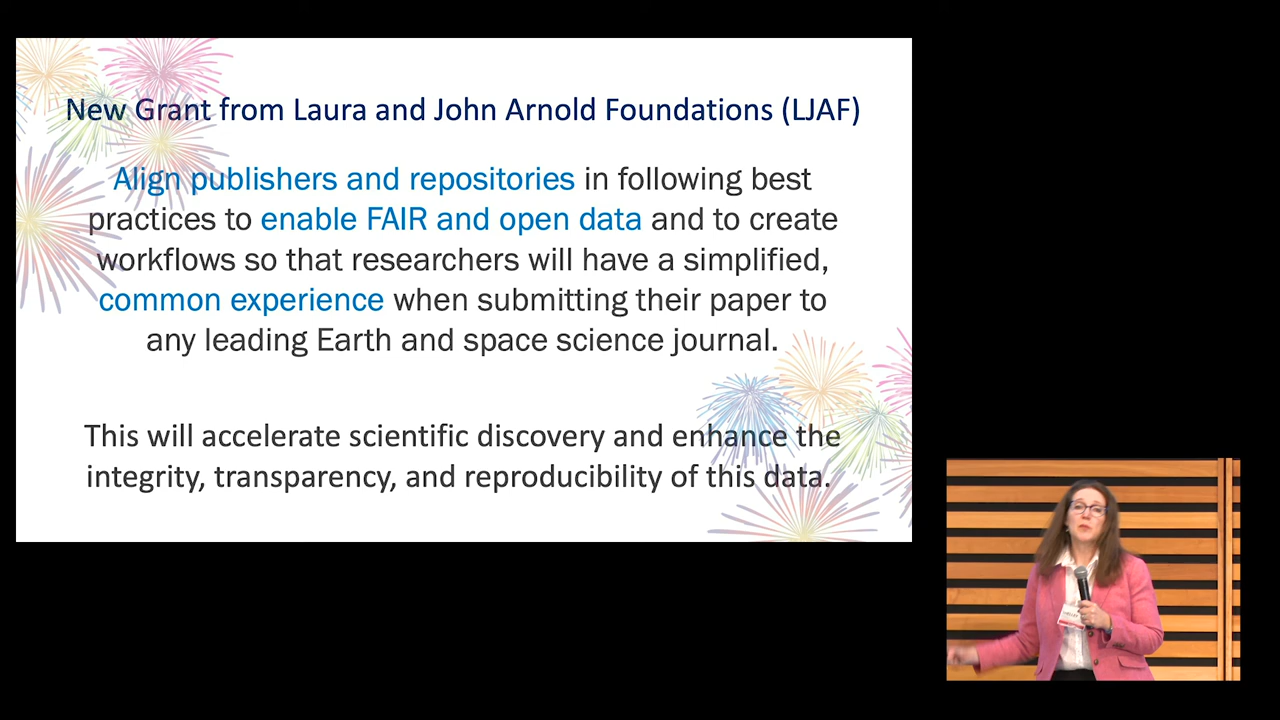 New Grant from Laura and John Arnold Foundations (LJAF)
Align publishers and repositories in following best
practices to enable FAIR and open data and to create
workflows so that researchers will have a simplified,
common experience when submitting their paper to
any leading Earth and space science journal.
This will accelerate scientific discovery and enhance the
integrity, transparency, and reproducibility of this data.